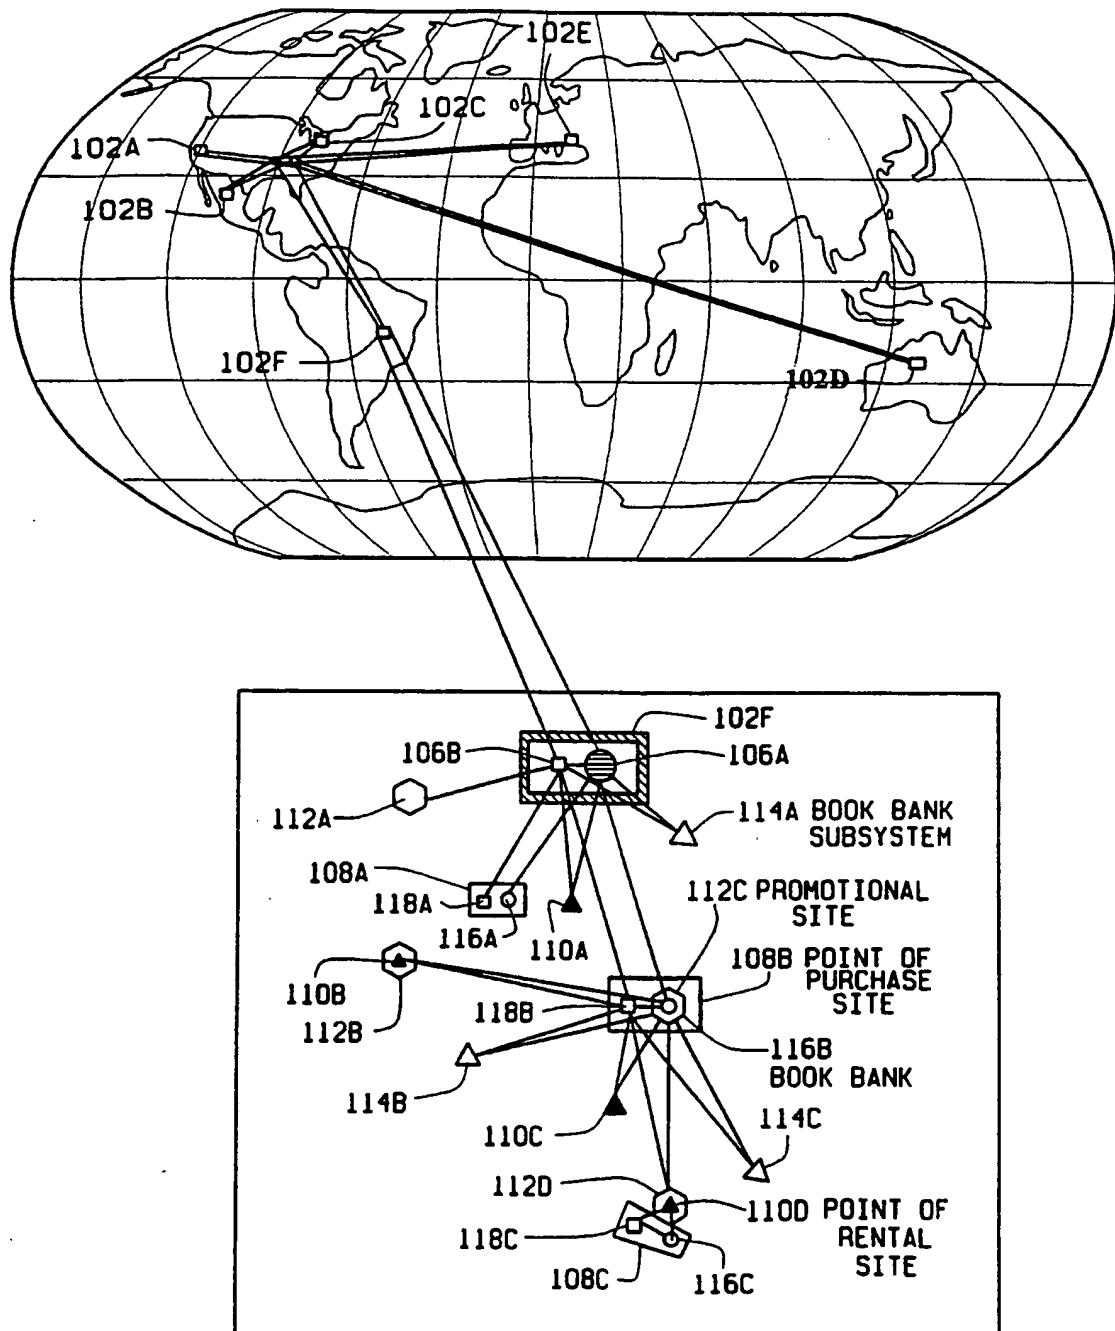 102E
102C
102A
102B
102F
102D
102F
106B
106A
112A
114A BOOK BANK
SUBSYSTEM
108A
118A
116A
110A
112C PROMOTIONAL
SITE
108B POINT OF
PURCHASE
SITE
110B
112B
118B
116B
BOOK BANK
114B
110C
114C
112D
110D POINT OF
RENTAL
SITE
118C
108C
116C